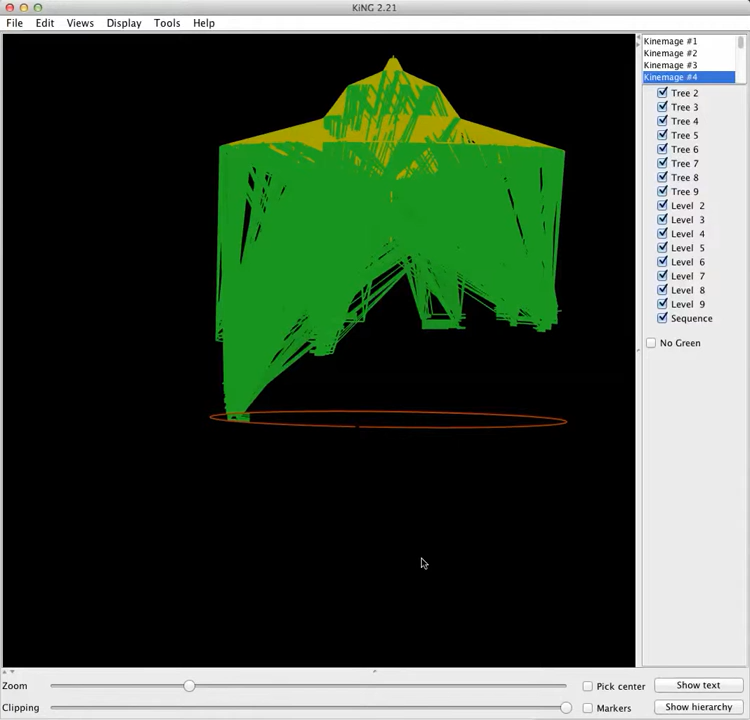 KiNG 2.21
File Edit Views Display Tools Help
Kinemage #1
Kinemage #2
Kinemage #3
Kinemage #4
Tree 2
Tree 3
Tree 4
Tree 5
Tree 6
Tree 7
Tree 8
Tree 9
Level 2
Level 3
Level 4
Level 5
Level 6
Level 7
Level 8
Level 9
Sequence
No Green
Zoom Pick center Show text
Clipping Markers Show hierarchy